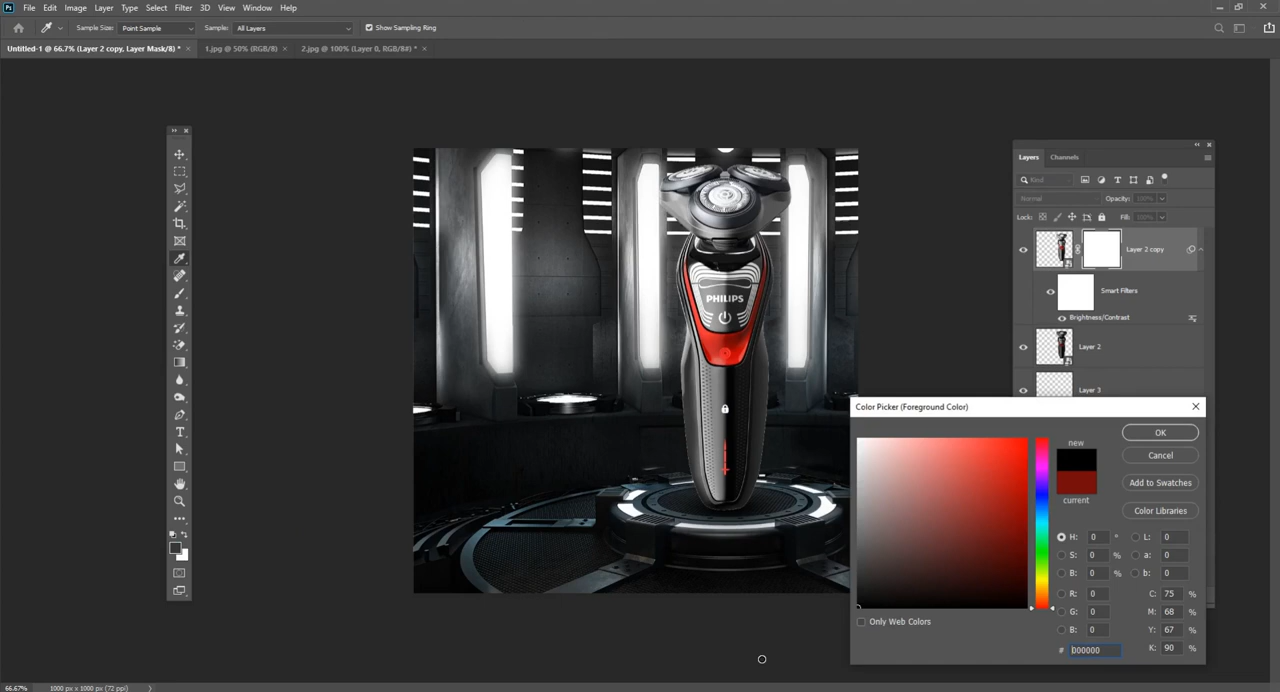 Ps File Edit Image Layer Type Select Filter 3D View Window Help
Sample Size: Point Sample Sample: All Layers Show Sampling Ring
Untitled-1 @ 66.7% (Layer 2 copy, Layer Mask/8) * × 1.jpg @ 50% (RGB/8) × 2.jpg @ 100% (Layer 0, RGB/8#) * ×
Layers Channels
Kind
Normal Opacity: 100%
Lock: Fill: 100%
Layer 2 copy
Smart Filters
Brightness/Contrast
Layer 2
Layer 3
PHILIPS
T
Color Picker (Foreground Color)
new
current
OK
Cancel
Add to Swatches
Color Libraries
H: 0 ° L: 0
S: 0 % a: 0
B: 0 % b: 0
R: 0 C: 75 %
G: 0 M: 68 %
B: 0 Y: 67 %
# 000000 K: 90 %
Only Web Colors
66.67% 1000 px x 1000 px (72 ppi)